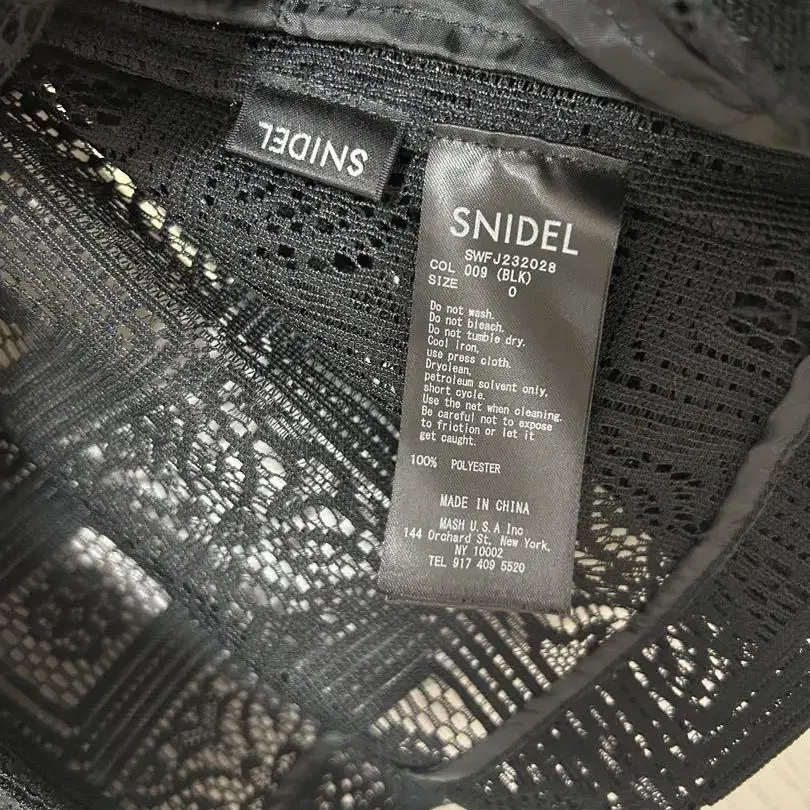 SNIDEL
SNIDEL
SWFJ232028
COL 009 (BLK)
SIZE 0
Do not wash.
Do not bleach.
Do not tumble dry.
Cool iron,
use press cloth.
Dryclean,
petroleum solvent only,
short cycle.
Use the net when cleaning.
Be careful not to expose
to friction or let it
get caught.
100% POLYESTER
MADE IN CHINA
MASH U.S.A Inc
144 Orchard St, New York,
NY 10002
TEL 917 409 5520